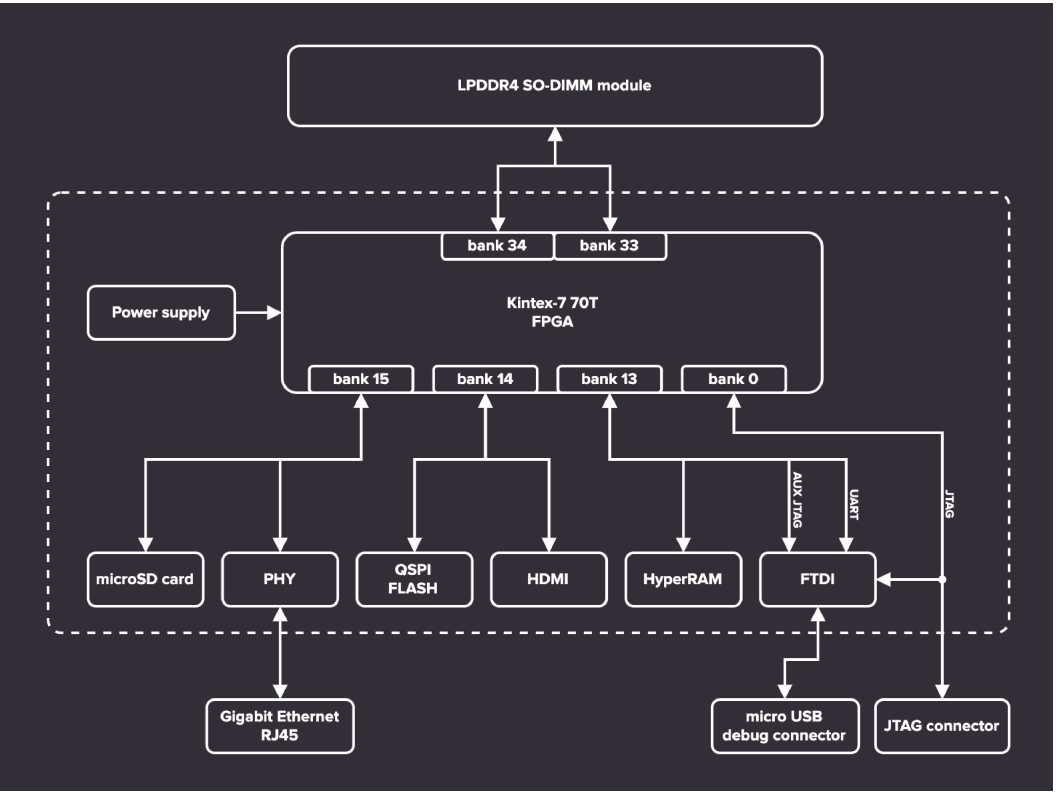 LPDDR4 SO-DIMM module
bank 34
bank 33
Power supply
Kintex-7 70T
FPGA
bank 15
bank 14
bank 13
bank 0
AUX JTAG
UART
JTAG
microSD card
PHY
QSPI
FLASH
HDMI
HyperRAM
FTDI
Gigabit Ethernet
RJ45
micro USB
debug connector
JTAG connector